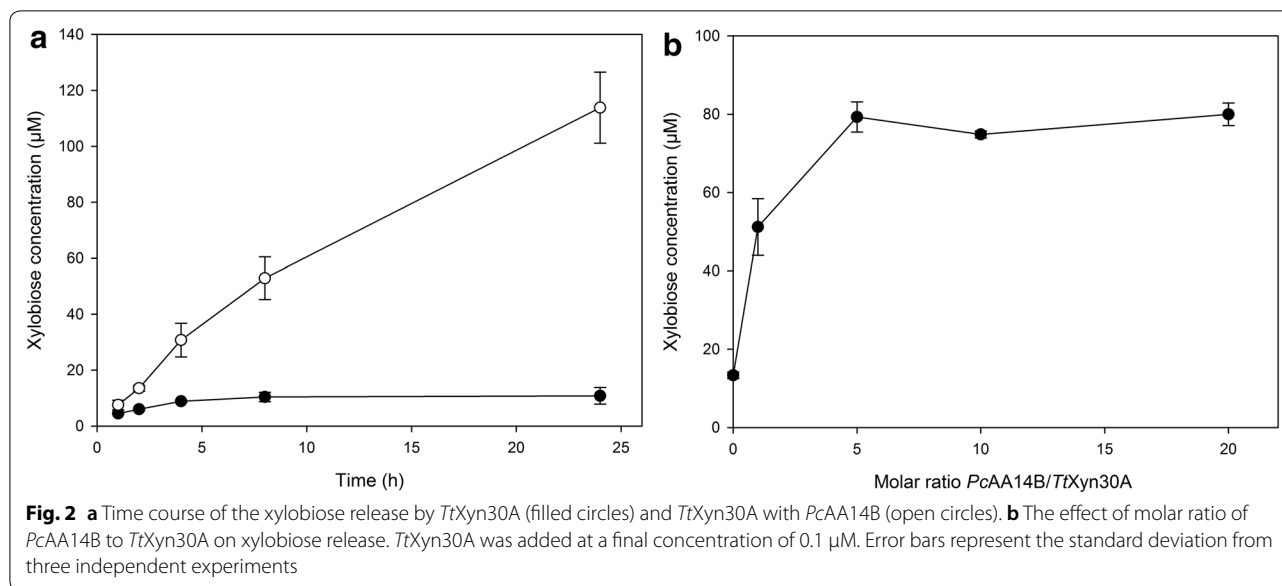 a
140
120
100
80
60
40
20
0
Xylobiose concentration (µM)
0 5 10 15 20 25
Time (h)
b
100
80
60
40
20
0
Xylobiose concentration (µM)
0 5 10 15 20
Molar ratio PcAA14B/TtXyn30A
Fig. 2 a Time course of the xylobiose release by TtXyn30A (filled circles) and TtXyn30A with PcAA14B (open circles). b The effect of molar ratio of
PcAA14B to TtXyn30A on xylobiose release. TtXyn30A was added at a final concentration of 0.1 µM. Error bars represent the standard deviation from
three independent experiments